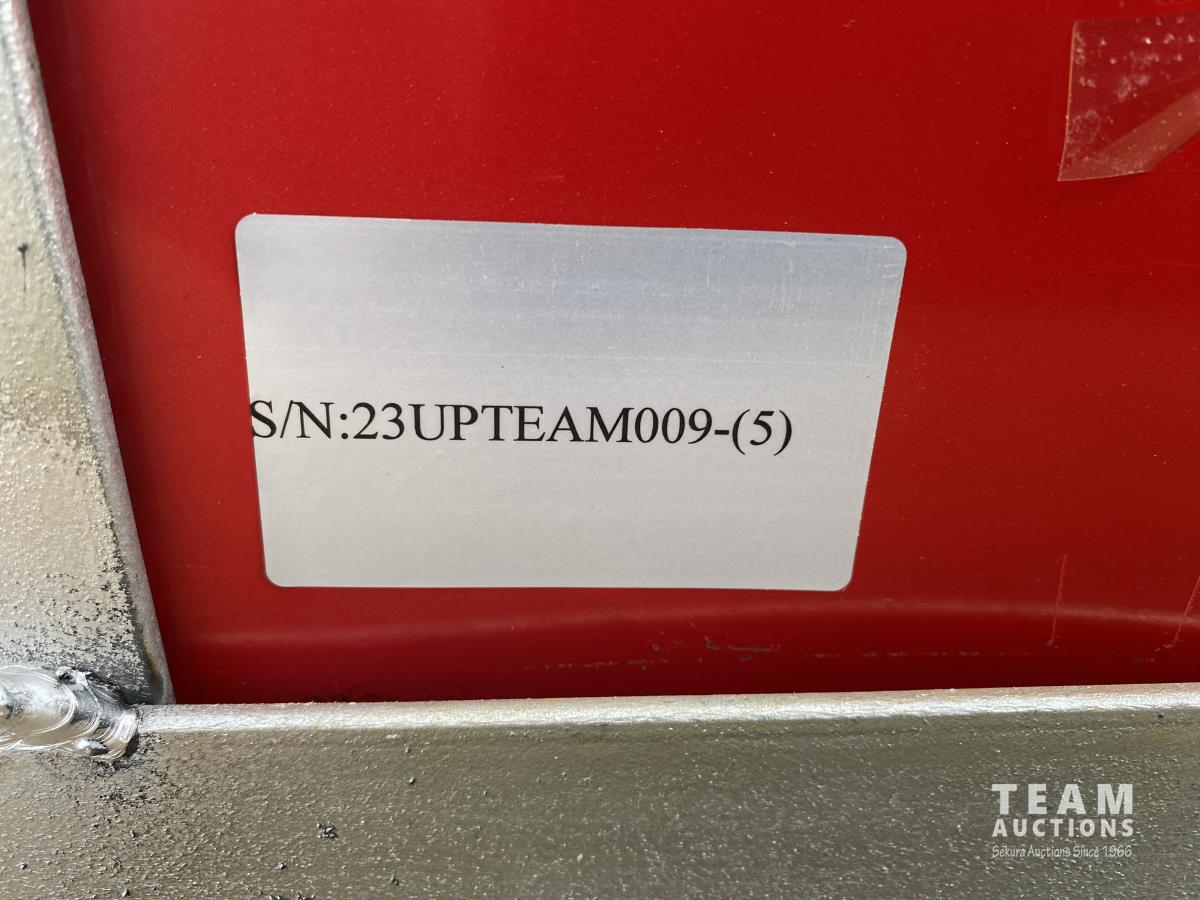 S/N:23UPTEAM009-(5)
TEAM
AUCTIONS
Sekura Auctions Since 1966